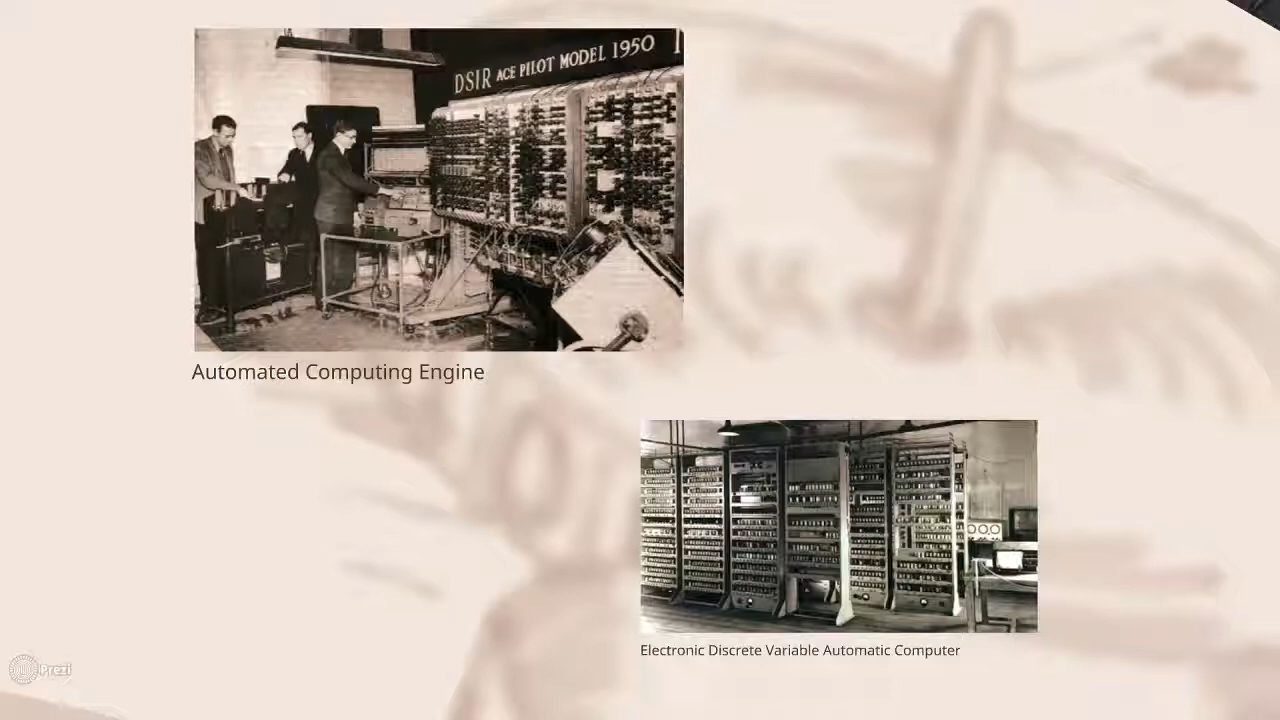 DSIR ACE PILOT MODEL 1950
Automated Computing Engine
Electronic Discrete Variable Automatic Computer
Prezi